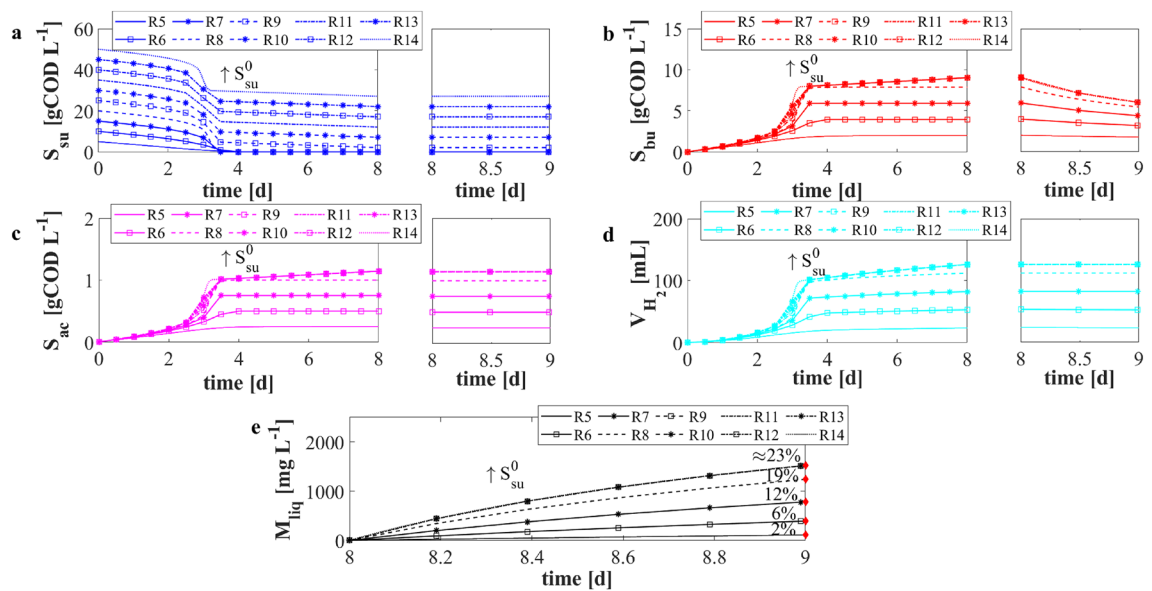 a
R5 R7 R9 R11 R13
R6 R8 R10 R12 R14
60
40
20
0
S_su [gCOD L⁻¹]
↑ S⁰_su
0 2 4 6 8
time [d]
8 8.5 9
time [d]
b
R5 R7 R9 R11 R13
R6 R8 R10 R12 R14
15
10
5
0
S_bu [gCOD L⁻¹]
↑ S⁰_su
0 2 4 6 8
time [d]
8 8.5 9
time [d]
c
R5 R7 R9 R11 R13
R6 R8 R10 R12 R14
2
1
0
S_ac [gCOD L⁻¹]
↑ S⁰_su
0 2 4 6 8
time [d]
8 8.5 9
time [d]
d
R5 R7 R9 R11 R13
R6 R8 R10 R12 R14
200
100
0
V_H₂ [mL]
↑ S⁰_su
0 2 4 6 8
time [d]
8 8.5 9
time [d]
e
R5 R7 R9 R11 R13
R6 R8 R10 R12 R14
2000
1000
0
M_liq [mg L⁻¹]
↑ S⁰_su
≈23%
19%
12%
6%
2%
8 8.2 8.4 8.6 8.8 9
time [d]